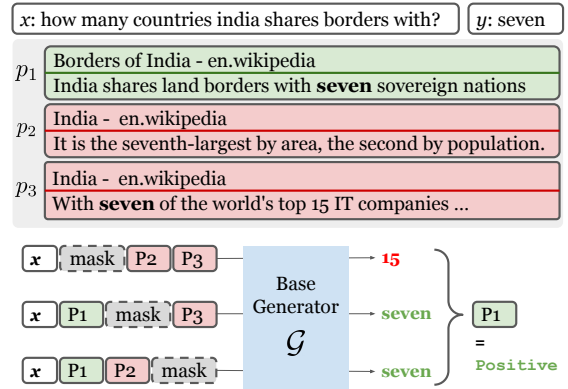 x: how many countries india shares borders with?
y: seven
p1
Borders of India - en.wikipedia
India shares land borders with seven sovereign nations
p2
India - en.wikipedia
It is the seventh-largest by area, the second by population.
p3
India - en.wikipedia
With seven of the world's top 15 IT companies ...
x mask P2 P3
15
x P1 mask P3
seven
x P1 P2 mask
seven
Base
Generator
G
P1
=
Positive